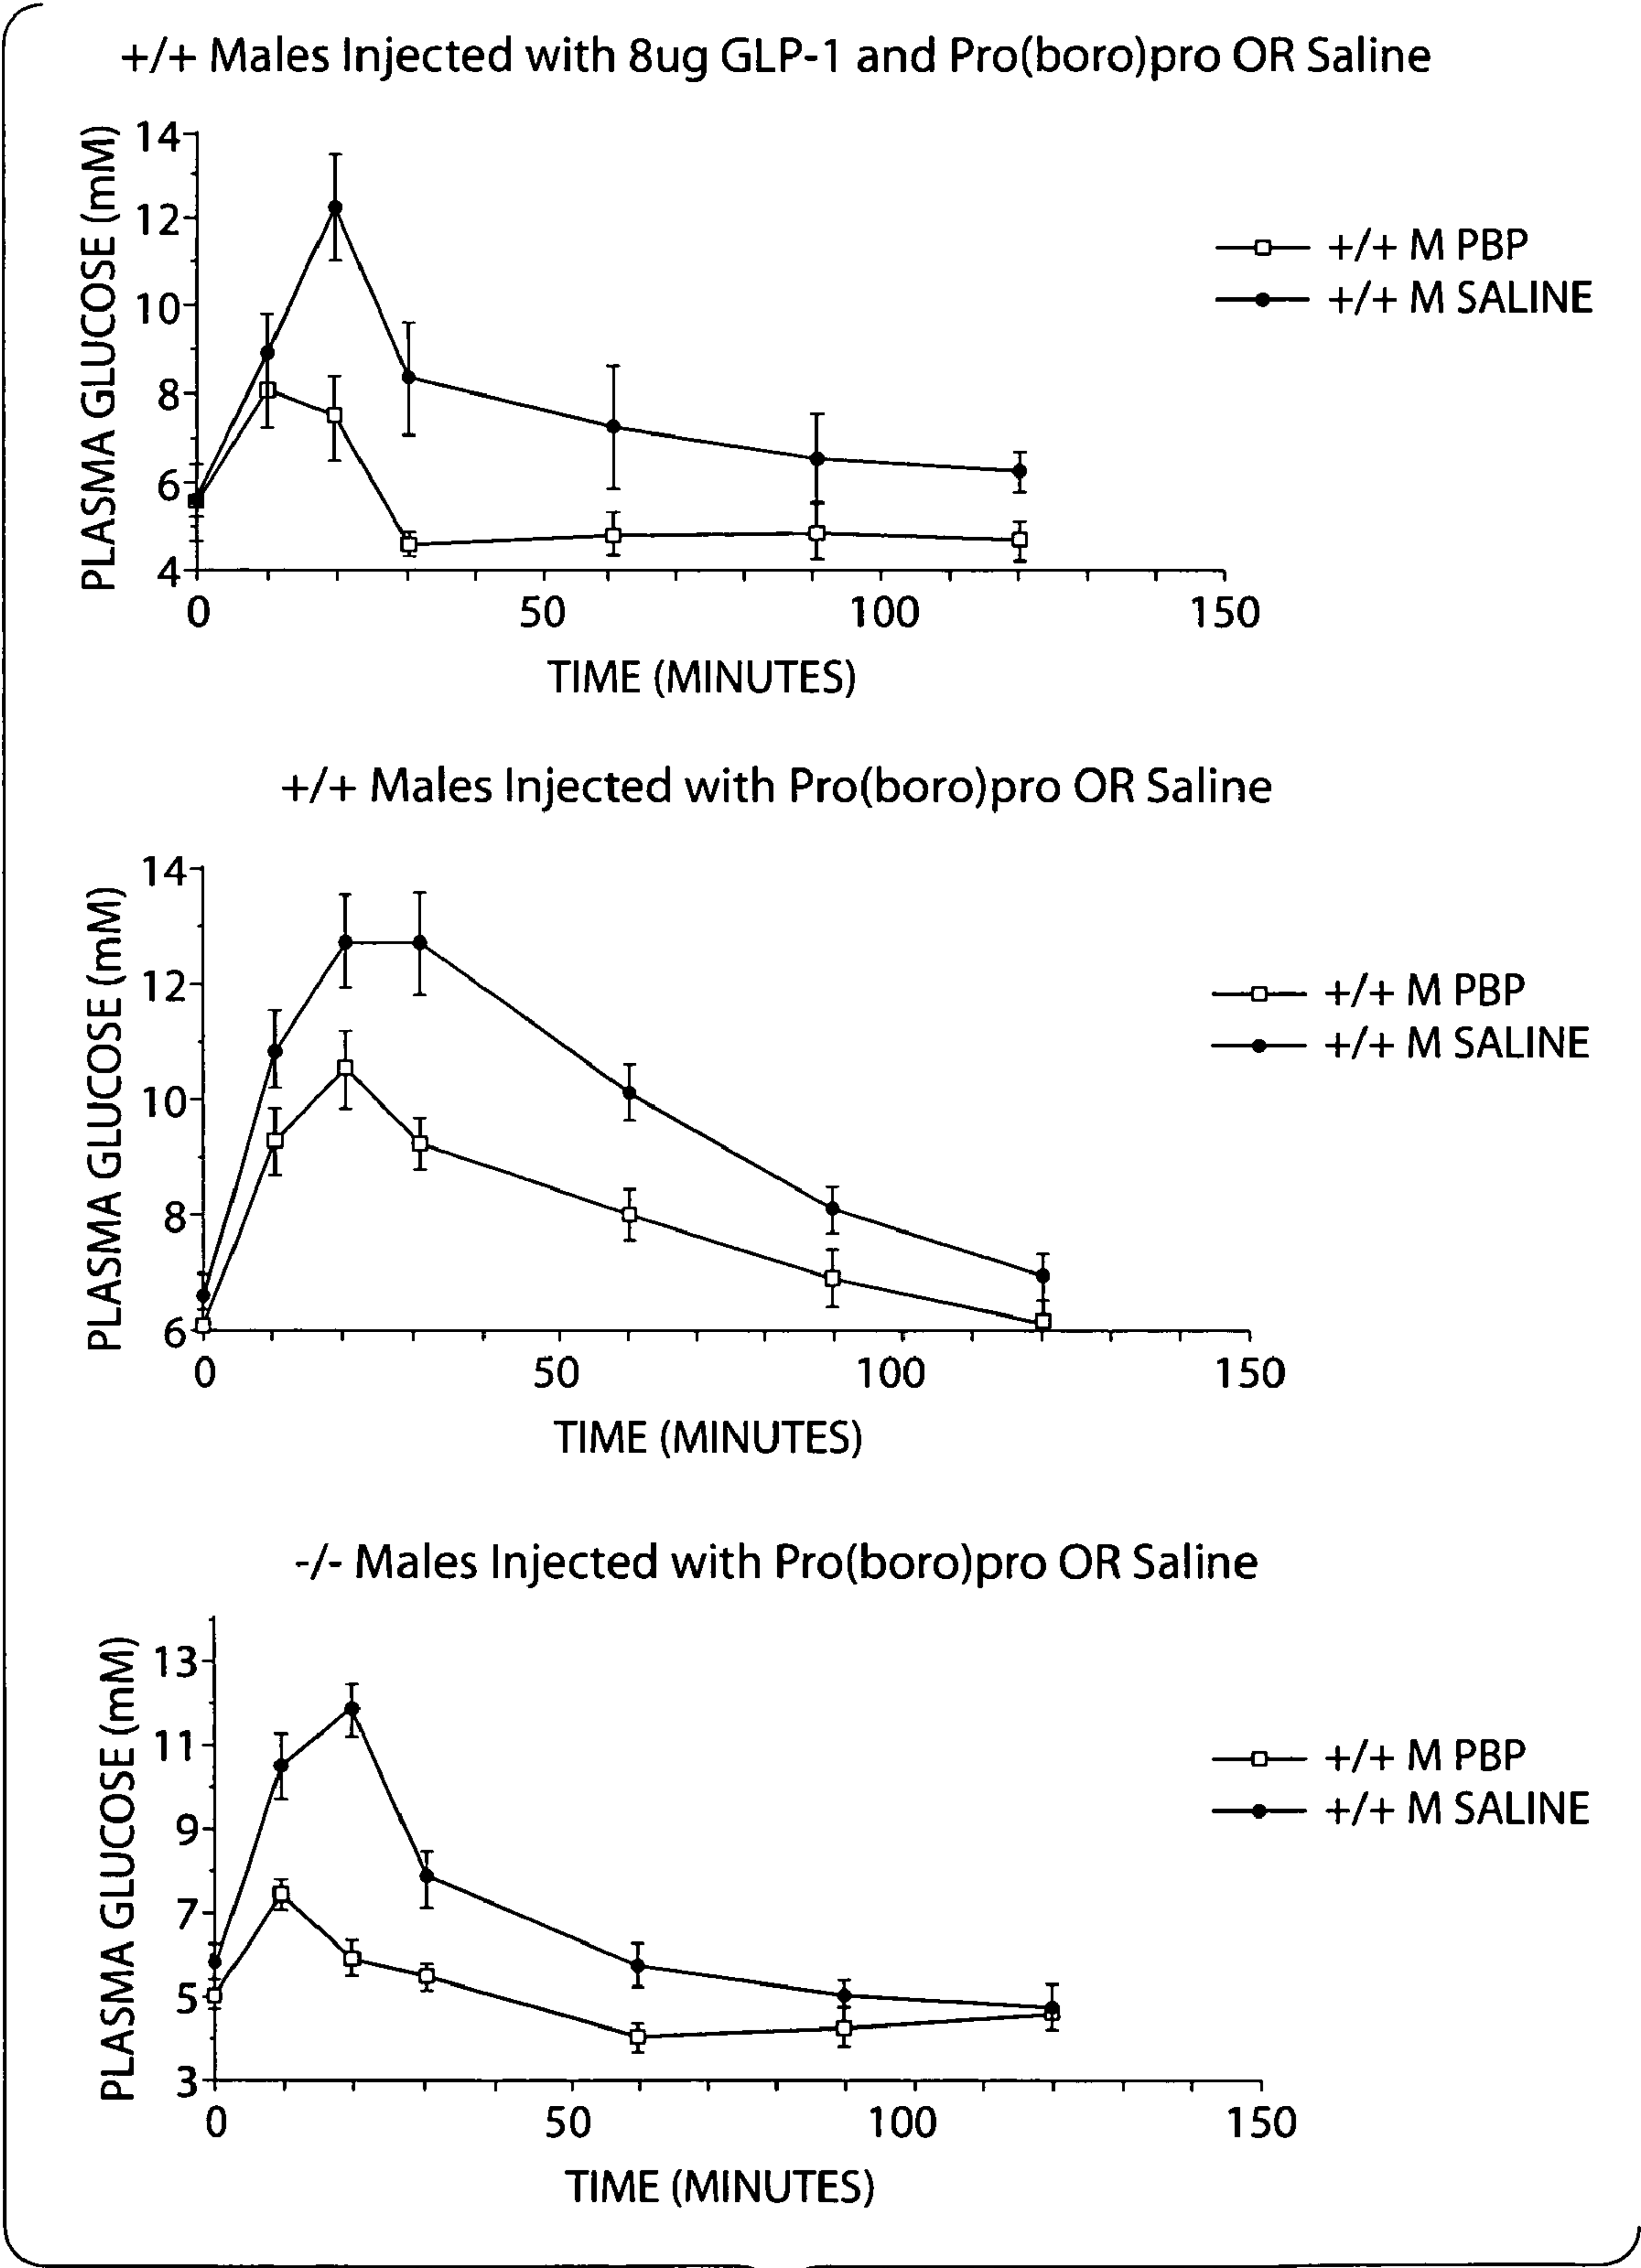 +/+ Males Injected with 8ug GLP-1 and Pro(boro)pro OR Saline
PLASMA GLUCOSE (mM)
14
12
10
8
6
4
0 50 100 150
TIME (MINUTES)
+/+ M PBP
+/+ M SALINE
+/+ Males Injected with Pro(boro)pro OR Saline
PLASMA GLUCOSE (mM)
14
12
10
8
6
0 50 100 150
TIME (MINUTES)
+/+ M PBP
+/+ M SALINE
-/- Males Injected with Pro(boro)pro OR Saline
PLASMA GLUCOSE (mM)
13
11
9
7
5
3
0 50 100 150
TIME (MINUTES)
+/+ M PBP
+/+ M SALINE